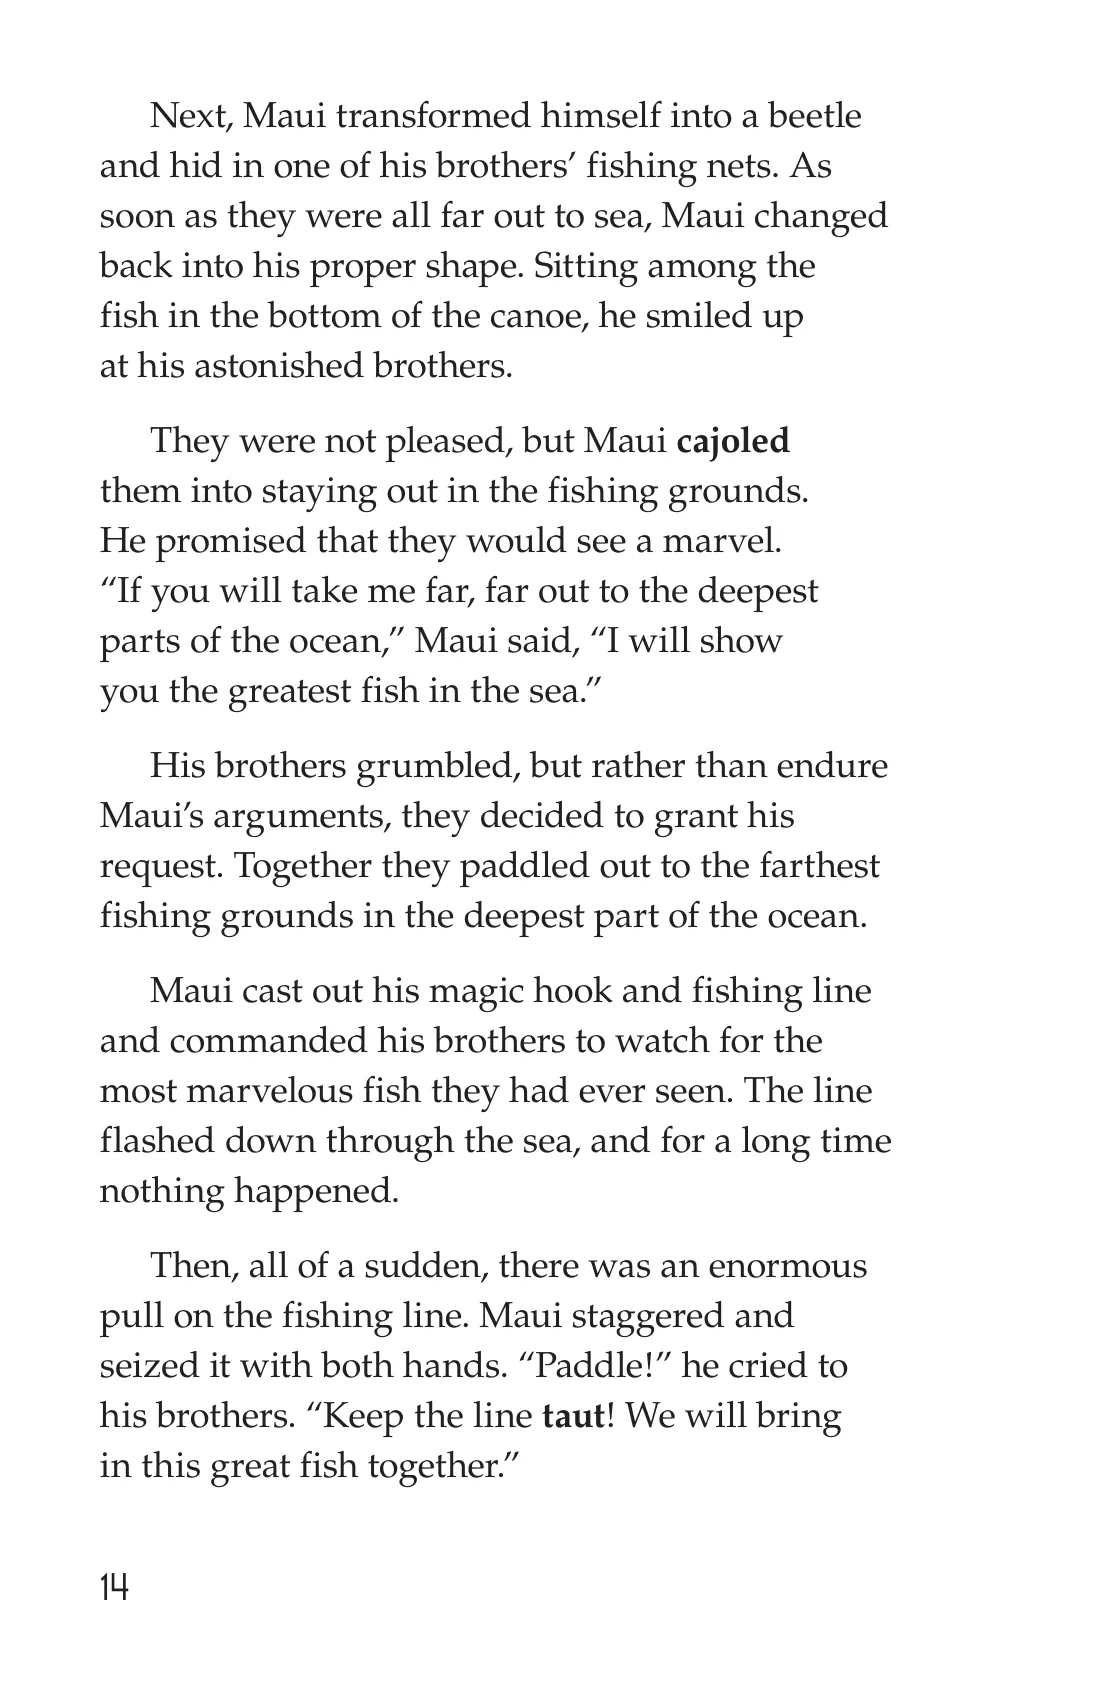 Next, Maui transformed himself into a beetle
and hid in one of his brothers’ fishing nets. As
soon as they were all far out to sea, Maui changed
back into his proper shape. Sitting among the
fish in the bottom of the canoe, he smiled up
at his astonished brothers.
They were not pleased, but Maui cajoled
them into staying out in the fishing grounds.
He promised that they would see a marvel.
“If you will take me far, far out to the deepest
parts of the ocean,” Maui said, “I will show
you the greatest fish in the sea.”
His brothers grumbled, but rather than endure
Maui’s arguments, they decided to grant his
request. Together they paddled out to the farthest
fishing grounds in the deepest part of the ocean.
Maui cast out his magic hook and fishing line
and commanded his brothers to watch for the
most marvelous fish they had ever seen. The line
flashed down through the sea, and for a long time
nothing happened.
Then, all of a sudden, there was an enormous
pull on the fishing line. Maui staggered and
seized it with both hands. “Paddle!” he cried to
his brothers. “Keep the line taut! We will bring
in this great fish together.”
14